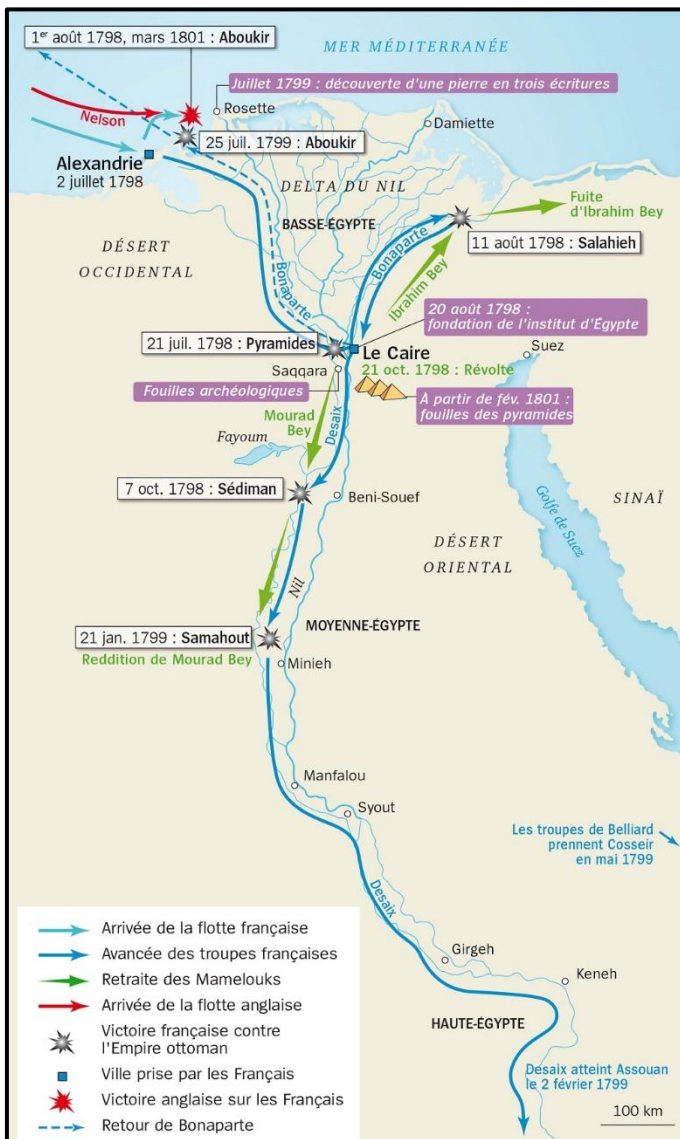 1er août 1798, mars 1801 : Aboukir
MER MÉDITERRANÉE
Juillet 1799 : découverte d'une pierre en trois écritures
Nelson
Rosette
Damiette
25 juil. 1799 : Aboukir
Alexandrie
2 juillet 1798
DELTA DU NIL
Fuite
d'Ibrahim Bey
BASSE-ÉGYPTE
11 août 1798 : Salahieh
DÉSERT
OCCIDENTAL
Bonaparte
Bonaparte
Ibrahim Bey
20 août 1798 :
fondation de l'institut d'Égypte
21 juil. 1798 : Pyramides
Le Caire
21 oct. 1798 : Révolte
Suez
Saqqara
Fouilles archéologiques
À partir de fév. 1801 :
fouilles des pyramides
Mourad
Bey
Desaix
Fayoum
7 oct. 1798 : Sédiman
Beni-Souef
Golfe de Suez
SINAÏ
DÉSERT
ORIENTAL
Nil
21 jan. 1799 : Samahout
Reddition de Mourad Bey
MOYENNE-ÉGYPTE
Minieh
Manfalou
Syout
Les troupes de Belliard
prennent Cosseir
en mai 1799
Desaix
Girgeh
Keneh
HAUTE-ÉGYPTE
Desaix atteint Assouan
le 2 février 1799
100 km
Arrivée de la flotte française
Avancée des troupes françaises
Retraite des Mamelouks
Arrivée de la flotte anglaise
Victoire française contre
l'Empire ottoman
Ville prise par les Français
Victoire anglaise sur les Français
Retour de Bonaparte